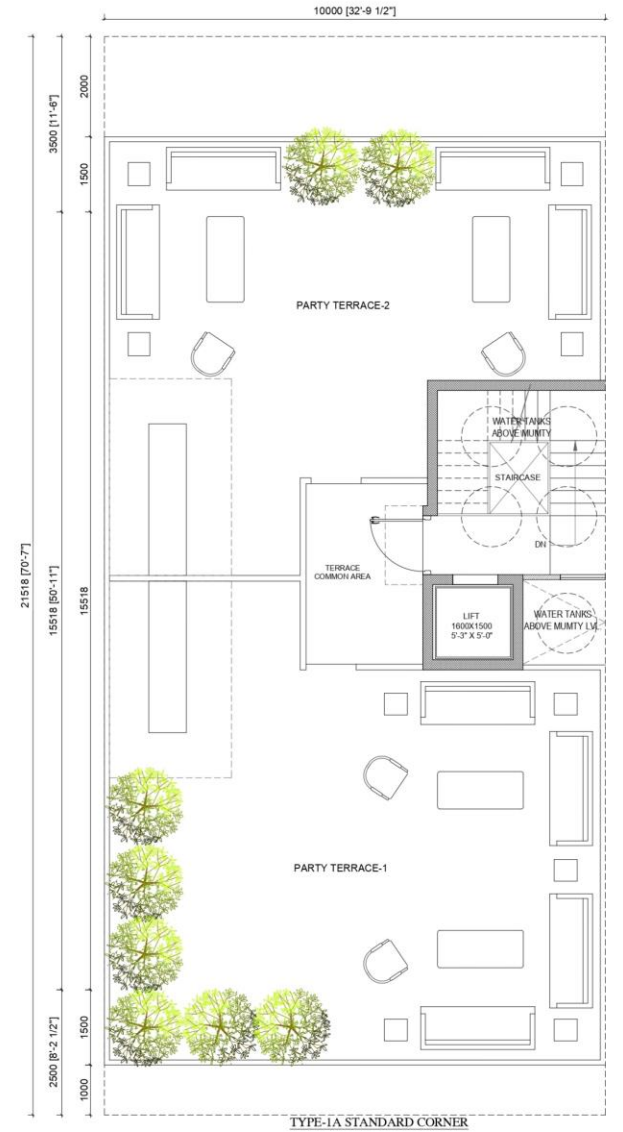 10000 [32'-9 1/2"]
2000
3500 [11'-6"]
1500
PARTY TERRACE-2
WATER TANKS
ABOVE MUMTY
STAIRCASE
DN
TERRACE
COMMON AREA
LIFT
1600X1500
5'-3" X 5'-0"
WATER TANKS
ABOVE MUMTY LVL.
21518 [70'-7"]
15518 [50'-11"]
15518
PARTY TERRACE-1
2500 [8'-2 1/2"]
1500
1000
TYPE-1A STANDARD CORNER